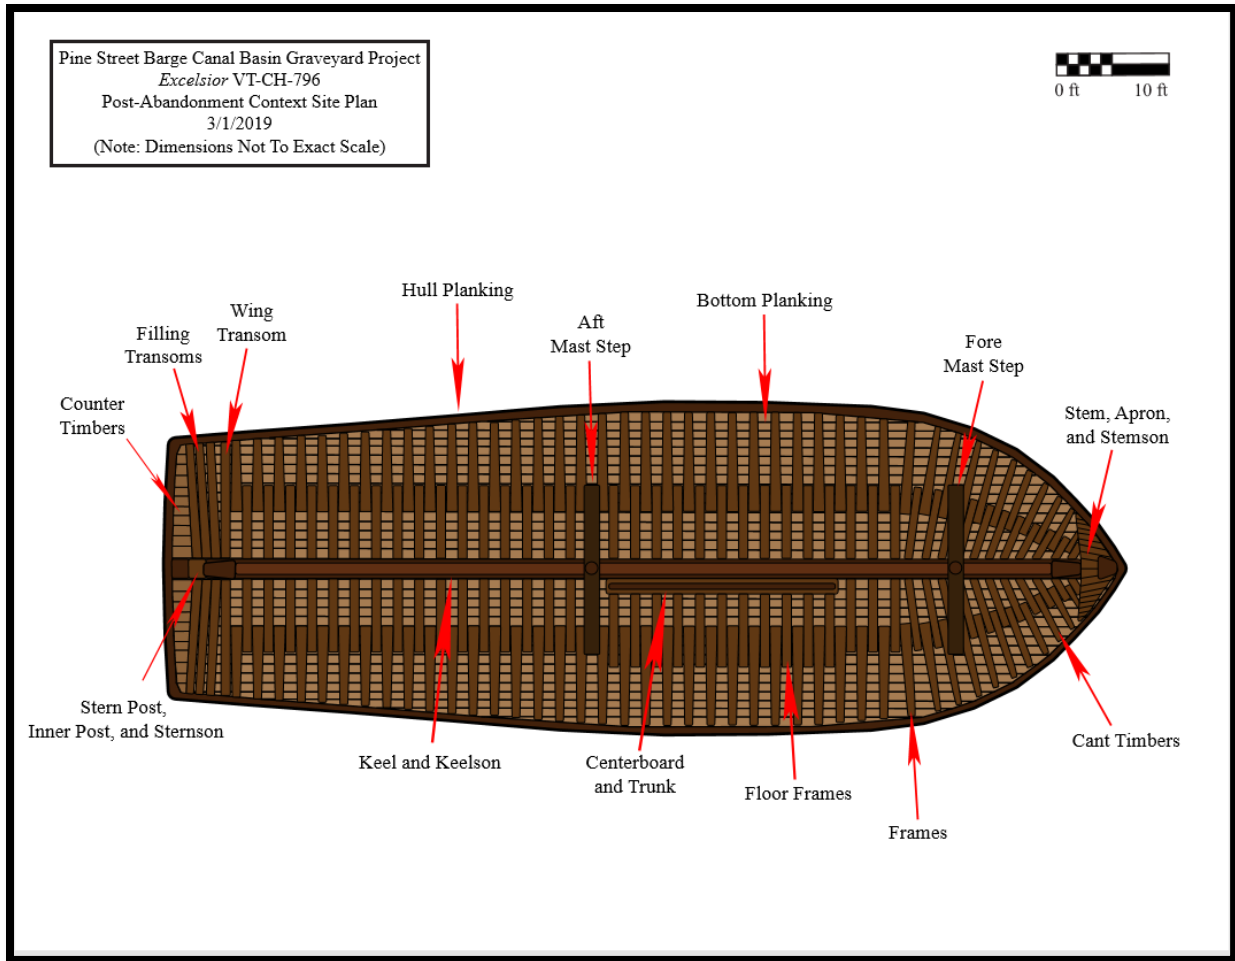 Pine Street Barge Canal Basin Graveyard Project
Excelsior VT-CH-796
Post-Abandonment Context Site Plan
3/1/2019
(Note: Dimensions Not To Exact Scale)
0 ft 10 ft
Hull Planking
Bottom Planking
Wing
Transom
Aft
Mast Step
Filling
Transoms
Fore
Mast Step
Counter
Timbers
Stem, Apron,
and Stemson
Stern Post,
Inner Post, and Sternson
Keel and Keelson
Centerboard
and Trunk
Floor Frames
Frames
Cant Timbers